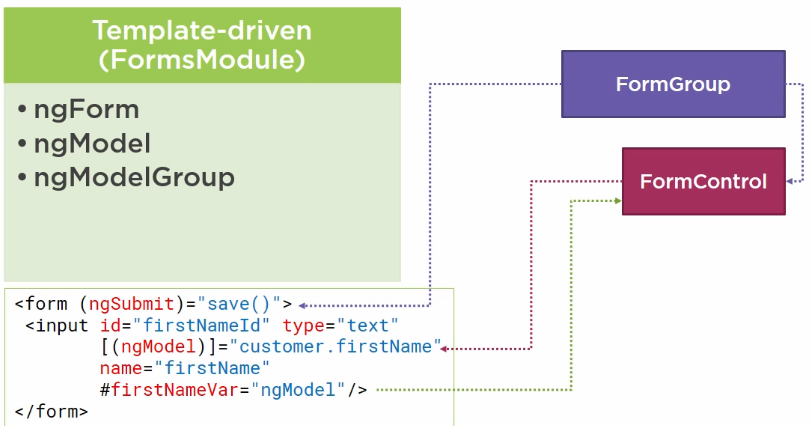 Template-driven
(FormsModule)
• ngForm
• ngModel
• ngModelGroup
FormGroup
FormControl
<form (ngSubmit)="save()">
<input id="firstNameId" type="text"
[(ngModel)]="customer.firstName"
name="firstName"
#firstNameVar="ngModel"/>
</form>